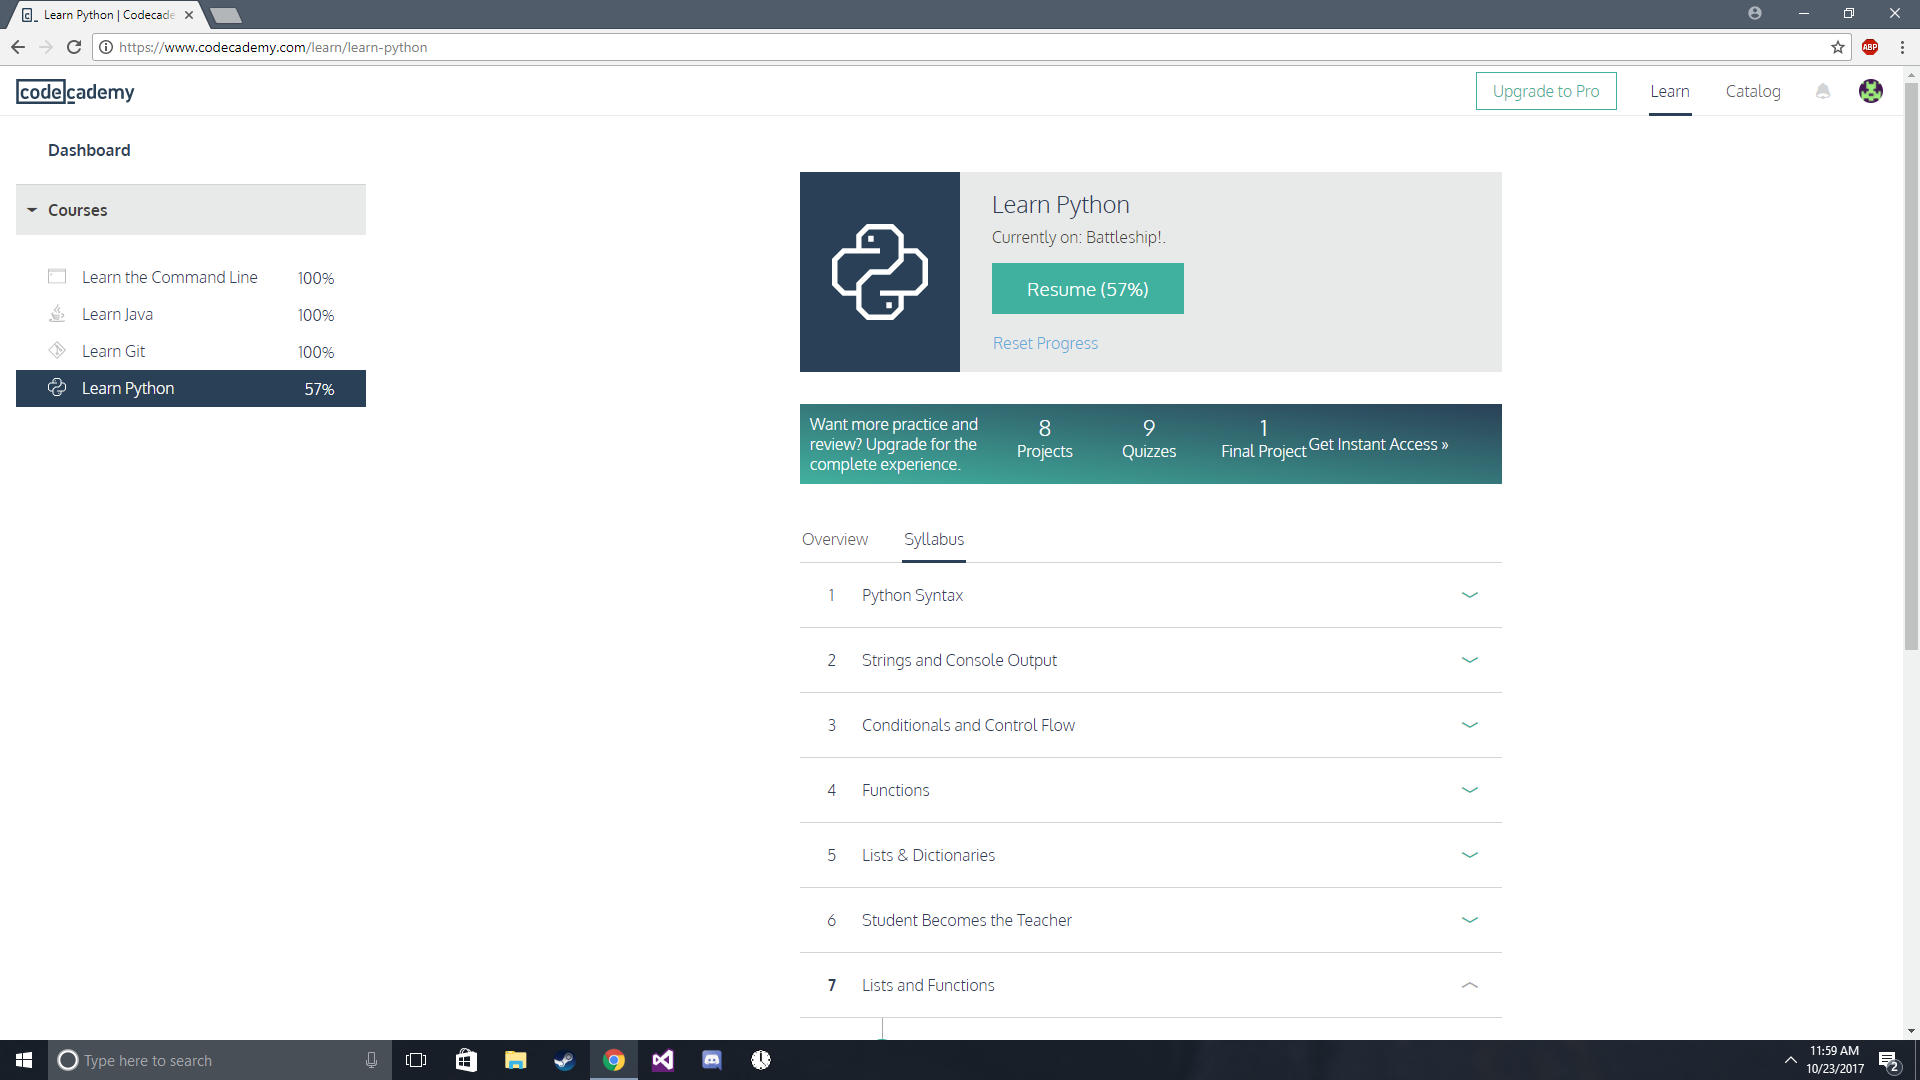 Learn Python | Codecade
https://www.codecademy.com/learn/learn-python
ABP
codecademy
Upgrade to Pro
Learn
Catalog
Dashboard
Courses
Learn the Command Line 100%
Learn Java 100%
Learn Git 100%
Learn Python 57%
Learn Python
Currently on: Battleship!.
Resume (57%)
Reset Progress
Want more practice and
review? Upgrade for the
complete experience.
8
Projects
9
Quizzes
1
Final Project
Get Instant Access »
Overview
Syllabus
1 Python Syntax
2 Strings and Console Output
3 Conditionals and Control Flow
4 Functions
5 Lists & Dictionaries
6 Student Becomes the Teacher
7 Lists and Functions
Type here to search
11:59 AM
10/23/2017
2